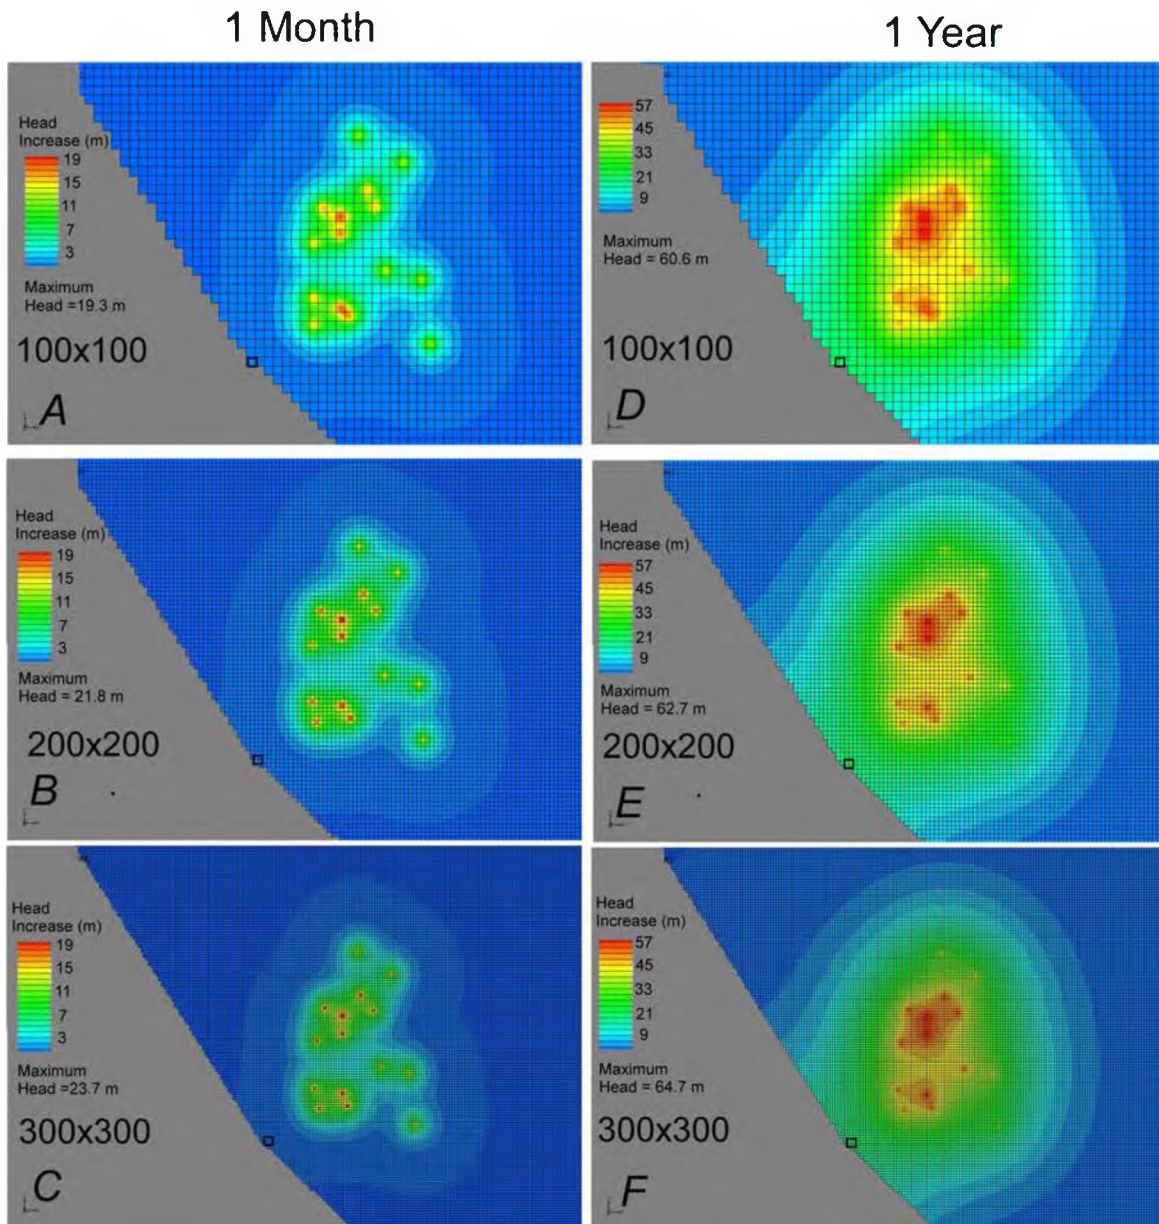 1 Month
1 Year
Head
Increase (m)
19
15
11
7
3
Maximum
Head =19.3 m
100x100
A
57
45
33
21
9
Maximum
Head = 60.6 m
100x100
D
Head
Increase (m)
19
15
11
7
3
Maximum
Head = 21.8 m
200x200
B
Head
Increase (m)
57
45
33
21
9
Maximum
Head = 62.7 m
200x200
E
Head
Increase (m)
19
15
11
7
3
Maximum
Head =23.7 m
300x300
C
Head
Increase (m)
57
45
33
21
9
Maximum
Head = 64.7 m
300x300
F